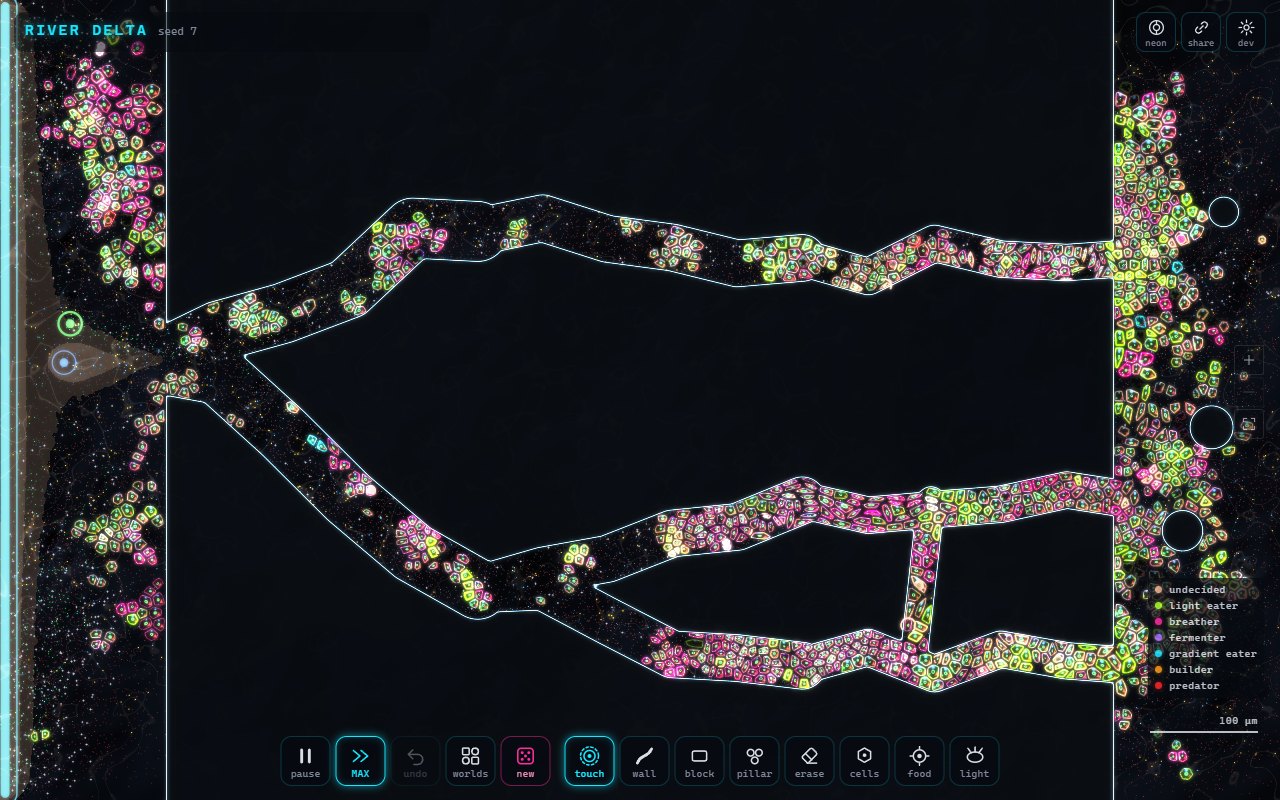 RIVER DELTA seed 7
neon share dev
undecided
light eater
breather
fermenter
gradient eater
builder
predator
100 µm
pause MAX undo worlds new touch wall block pillar erase cells food light